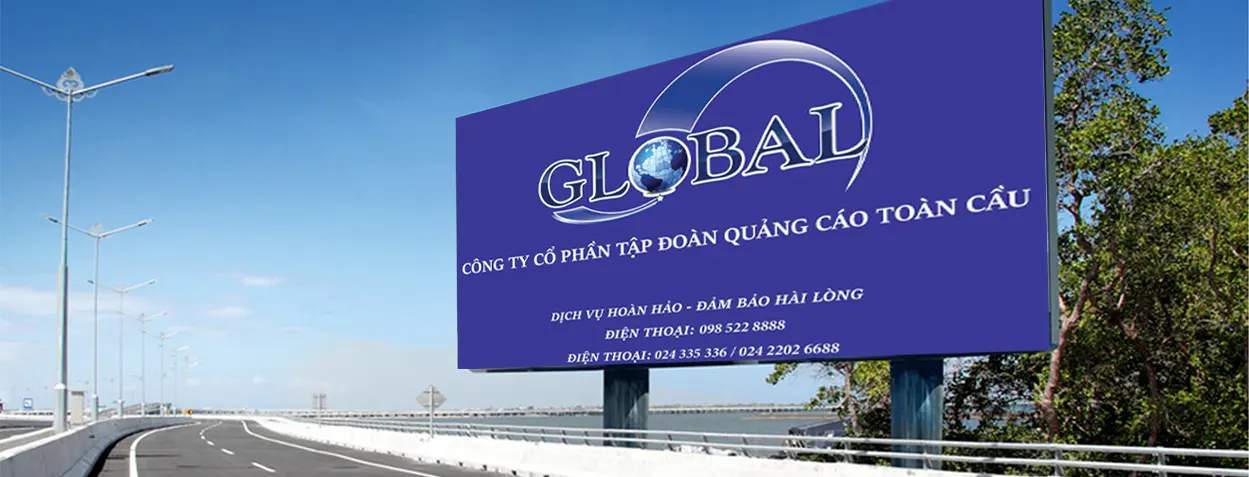 GLOBAL
CÔNG TY CỔ PHẦN TẬP ĐOÀN QUẢNG CÁO TOÀN CẦU
DỊCH VỤ HOÀN HẢO - ĐẢM BẢO HÀI LÒNG
ĐIỆN THOẠI: 098 522 8888
ĐIỆN THOẠI: 024 335 336 / 024 2202 6688